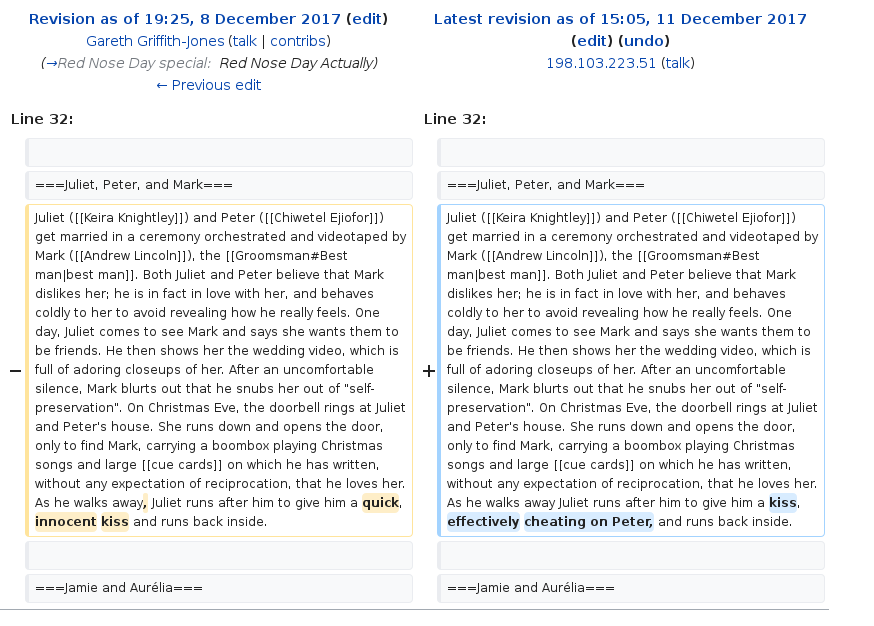 Revision as of 19:25, 8 December 2017 (edit)
Gareth Griffith-Jones (talk | contribs)
(→Red Nose Day special: Red Nose Day Actually)
← Previous edit
Latest revision as of 15:05, 11 December 2017
(edit) (undo)
198.103.223.51 (talk)
Line 32:
===Juliet, Peter, and Mark===
− Juliet ([[Keira Knightley]]) and Peter ([[Chiwetel Ejiofor]])
get married in a ceremony orchestrated and videotaped by
Mark ([[Andrew Lincoln]]), the [[Groomsman#Best
man|best man]]. Both Juliet and Peter believe that Mark
dislikes her; he is in fact in love with her, and behaves
coldly to her to avoid revealing how he really feels. One
day, Juliet comes to see Mark and says she wants them to
be friends. He then shows her the wedding video, which is
full of adoring closeups of her. After an uncomfortable
silence, Mark blurts out that he snubs her out of "self-
preservation". On Christmas Eve, the doorbell rings at Juliet
and Peter's house. She runs down and opens the door,
only to find Mark, carrying a boombox playing Christmas
songs and large [[cue cards]] on which he has written,
without any expectation of reciprocation, that he loves her.
As he walks away, Juliet runs after him to give him a quick,
innocent kiss and runs back inside.
===Jamie and Aurélia===
Line 32:
===Juliet, Peter, and Mark===
+ Juliet ([[Keira Knightley]]) and Peter ([[Chiwetel Ejiofor]])
get married in a ceremony orchestrated and videotaped by
Mark ([[Andrew Lincoln]]), the [[Groomsman#Best
man|best man]]. Both Juliet and Peter believe that Mark
dislikes her; he is in fact in love with her, and behaves
coldly to her to avoid revealing how he really feels. One
day, Juliet comes to see Mark and says she wants them to
be friends. He then shows her the wedding video, which is
full of adoring closeups of her. After an uncomfortable
silence, Mark blurts out that he snubs her out of "self-
preservation". On Christmas Eve, the doorbell rings at Juliet
and Peter's house. She runs down and opens the door,
only to find Mark, carrying a boombox playing Christmas
songs and large [[cue cards]] on which he has written,
without any expectation of reciprocation, that he loves her.
As he walks away Juliet runs after him to give him a kiss,
effectively cheating on Peter, and runs back inside.
===Jamie and Aurélia===